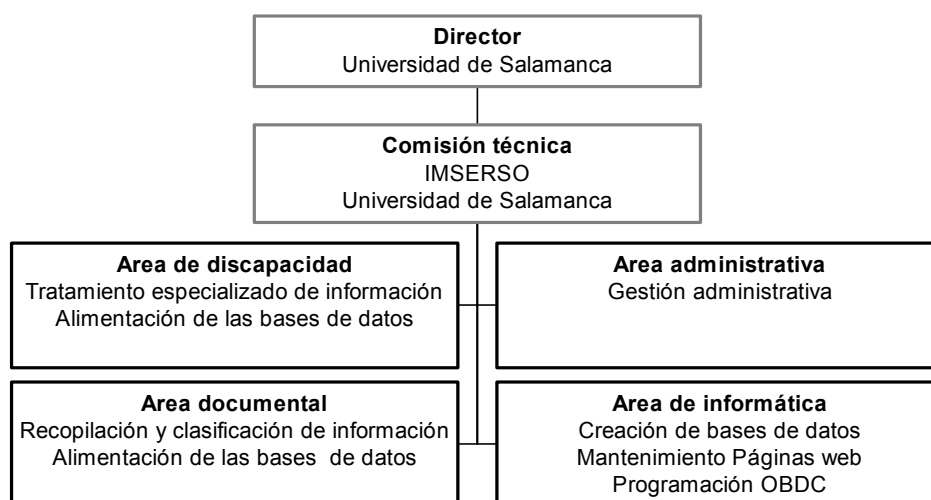 Director
Universidad de Salamanca
Comisión técnica
IMSERSO
Universidad de Salamanca
Area de discapacidad
Tratamiento especializado de información
Alimentación de las bases de datos
Area administrativa
Gestión administrativa
Area documental
Recopilación y clasificación de información
Alimentación de las bases de datos
Area de informática
Creación de bases de datos
Mantenimiento Páginas web
Programación OBDC